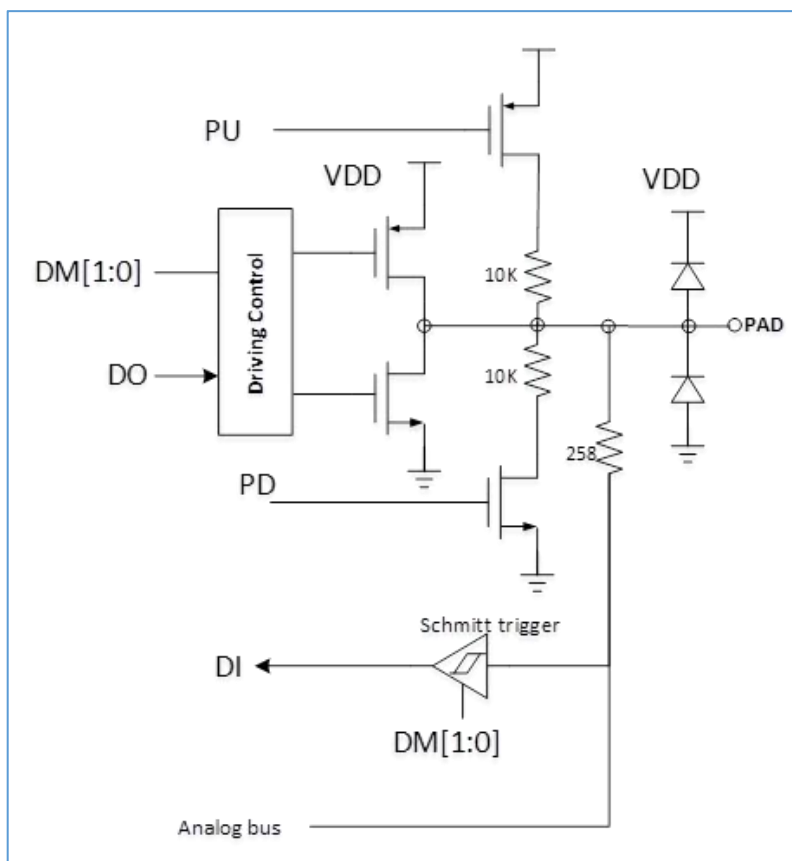 PU
VDD
VDD
DM[1:0]
Driving Control
10K
PAD
DO
10K
258
PD
Schmitt trigger
DI
DM[1:0]
Analog bus